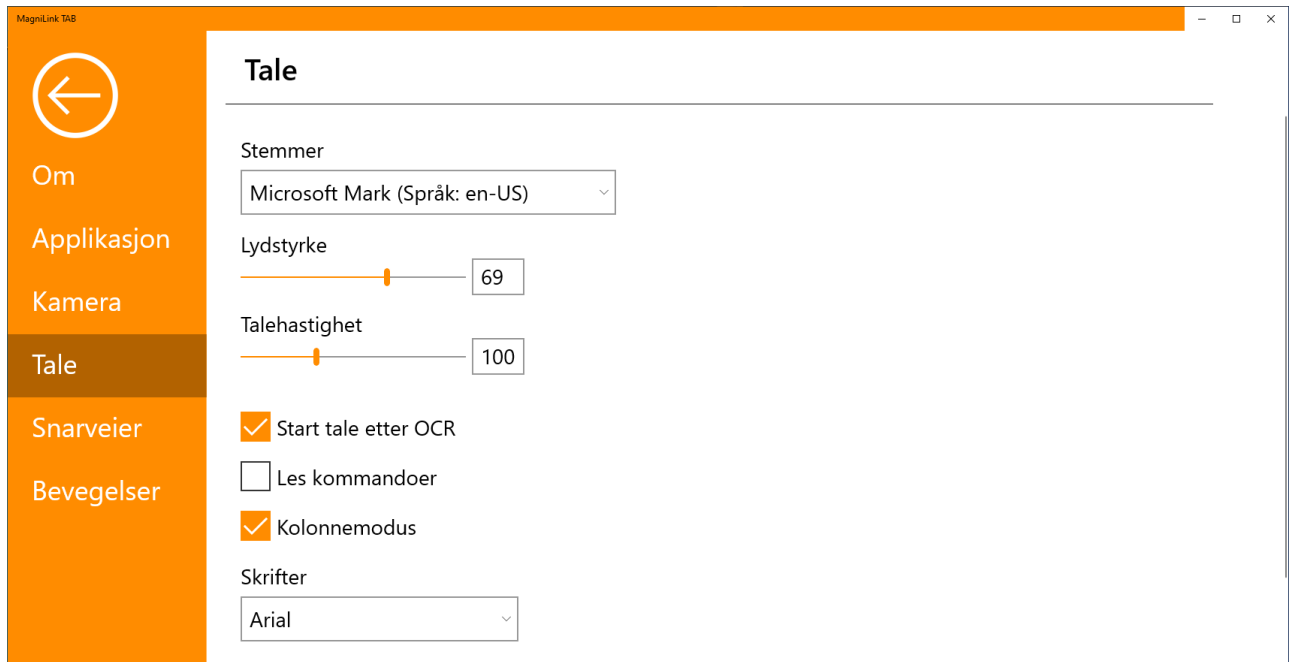 MagniLink TAB
Tale
Om
Applikasjon
Kamera
Tale
Snarveier
Bevegelser
Stemmer
Microsoft Mark (Språk: en-US)
Lydstyrke
69
Talehastighet
100
Start tale etter OCR
Les kommandoer
Kolonnemodus
Skrifter
Arial